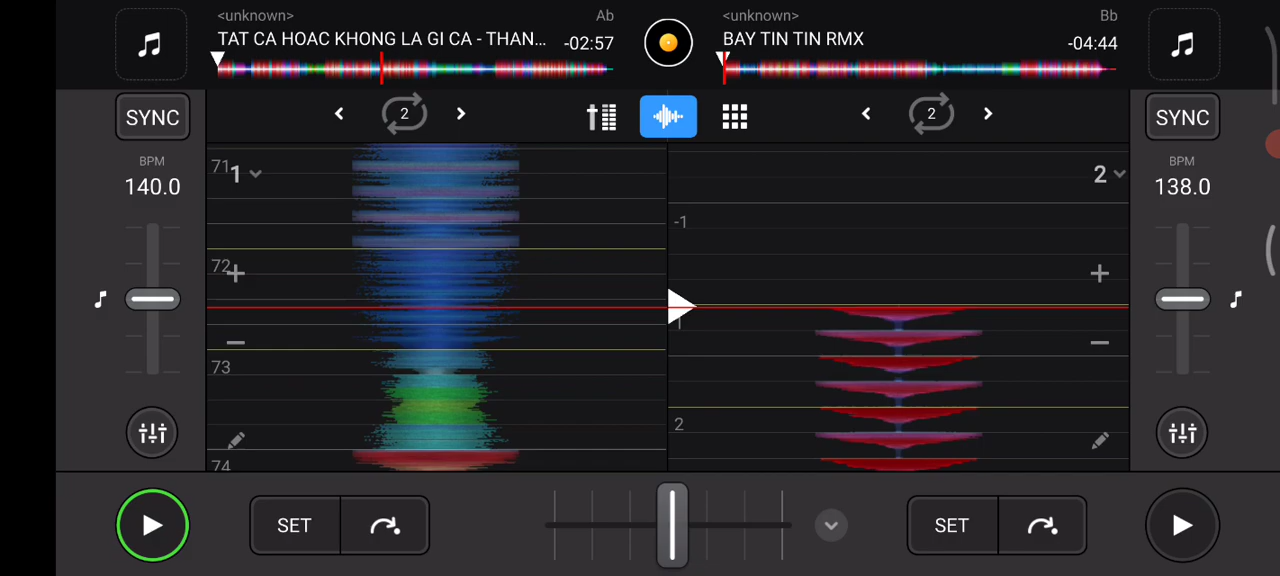 <unknown>
Ab
TAT CA HOAC KHONG LA GI CA - THAN...
-02:57
<unknown>
Bb
BAY TIN TIN RMX
-04:44
SYNC
2
2
SYNC
BPM
140.0
BPM
138.0
71
1
2
-1
72
1
73
2
74
SET
SET